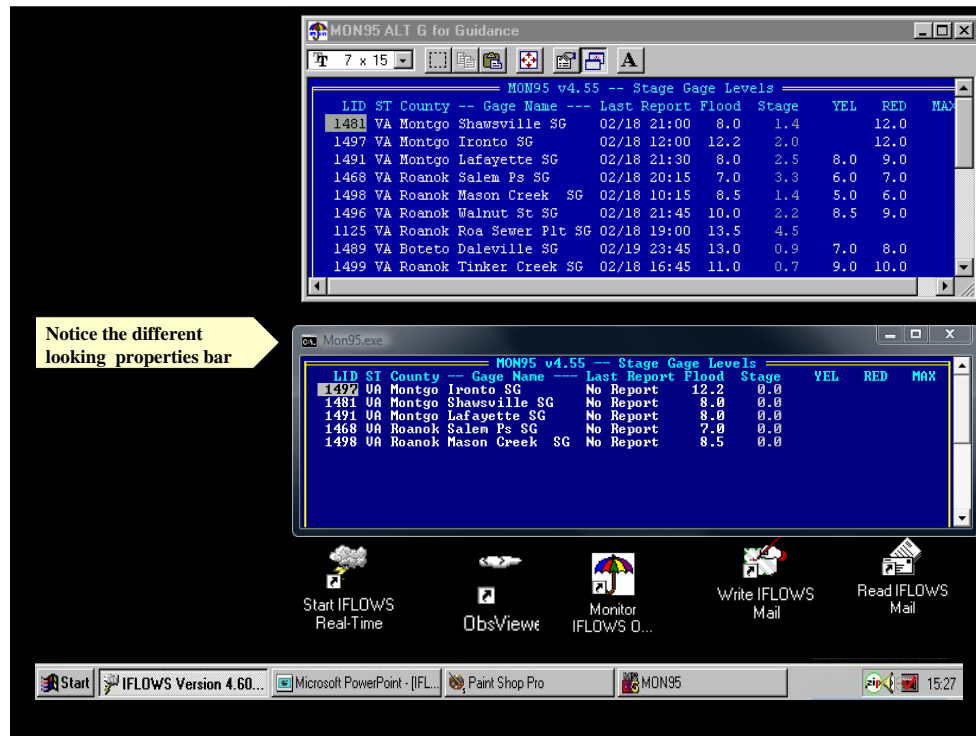 MON95 ALT G for Guidance
7 x 15
A
MON95 v4.55 -- Stage Gage Levels
LID ST County -- Gage Name --- Last Report Flood Stage YEL RED MAX
1481 VA Montgo Shawsville SG 02/18 21:00 8.0 1.4 12.0
1497 VA Montgo Ironto SG 02/18 12:00 12.2 2.0 12.0
1491 VA Montgo Lafayette SG 02/18 21:30 8.0 2.5 8.0 9.0
1468 VA Roanok Salem Ps SG 02/18 20:15 7.0 3.3 6.0 7.0
1498 VA Roanok Mason Creek SG 02/18 10:15 8.5 1.4 5.0 6.0
1496 VA Roanok Walnut St SG 02/18 21:45 10.0 2.2 8.5 9.0
1125 VA Roanok Roa Sewer Plt SG 02/18 19:00 13.5 4.5
1489 VA Boteto Daleville SG 02/19 23:45 13.0 0.9 7.0 8.0
1499 VA Roanok Tinker Creek SG 02/18 16:45 11.0 0.7 9.0 10.0
Notice the different
looking properties bar
Mon95.exe
MON95 v4.55 -- Stage Gage Levels
LID ST County -- Gage Name --- Last Report Flood Stage YEL RED MAX
1497 VA Montgo Ironto SG No Report 12.2 0.0
1481 VA Montgo Shawsville SG No Report 8.0 0.0
1491 VA Montgo Lafayette SG No Report 8.0 0.0
1468 VA Roanok Salem Ps SG No Report 7.0 0.0
1498 VA Roanok Mason Creek SG No Report 8.5 0.0
Start IFLOWS
Real-Time
ObsViewe
Monitor
IFLOWS O...
Write IFLOWS
Mail
Read IFLOWS
Mail
Start
IFLOWS Version 4.60...
Microsoft PowerPoint - [IFL...
Paint Shop Pro
MON95
zip
15:27